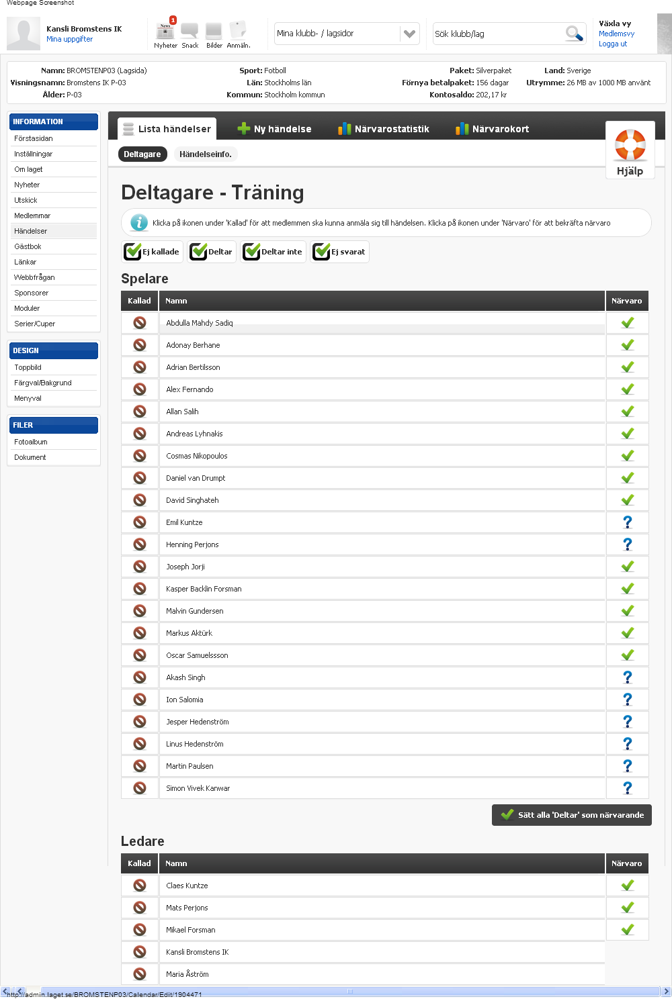 Webpage Screenshot
Kansli Bromstens IK
Mina uppgifter
News
1
Nyheter Snack Bilder Anmäln.
Mina klubb- / lagsidor
Sök klubb/lag
Växla vy
Medlemsvy
Logga ut
Namn: BROMSTENP03 (Lagsida) Sport: Fotboll Paket: Silverpaket Land: Sverige
Visningsnamn: Bromstens IK P-03 Län: Stockholms län Förnya betalpaket: 156 dagar Utrymme: 26 MB av 1000 MB använt
Ålder: P-03 Kommun: Stockholm kommun Kontosaldo: 202,17 kr
INFORMATION
Förstasidan
Inställningar
Om laget
Nyheter
Utskick
Medlemmar
Händelser
Gästbok
Länkar
Webbfrågan
Sponsorer
Moduler
Serier/Cuper
DESIGN
Toppbild
Färgval/Bakgrund
Menyval
FILER
Fotoalbum
Dokument
Lista händelser Ny händelse Närvarostatistik Närvarokort
Hjälp
Deltagare Händelseinfo.
Deltagare - Träning
Klicka på ikonen under 'Kallad' för att medlemmen ska kunna anmäla sig till händelsen. Klicka på ikonen under 'Närvaro' för att bekräfta närvaro
Ej kallade Deltar Deltar inte Ej svarat
Spelare
Kallad Namn Närvaro
Abdulla Mahdy Sadiq
Adonay Berhane
Adrian Bertilsson
Alex Fernando
Allan Salih
Andreas Lyhnakis
Cosmas Nikopoulos
Daniel van Drumpt
David Singhateh
Emil Kuntze
Henning Perjons
Joseph Jorji
Kasper Backlin Forsman
Malvin Gundersen
Markus Aktürk
Oscar Samuelssson
Akash Singh
Ion Salomia
Jesper Hedenström
Linus Hedenström
Martin Paulsen
Simon Vivek Kanwar
Sätt alla 'Deltar' som närvarande
Ledare
Kallad Namn Närvaro
Claes Kuntze
Mats Perjons
Mikael Forsman
Kansli Bromstens IK
Maria Åström
http://admin.laget.se/BROMSTENP03/Calendar/Edit/1904471